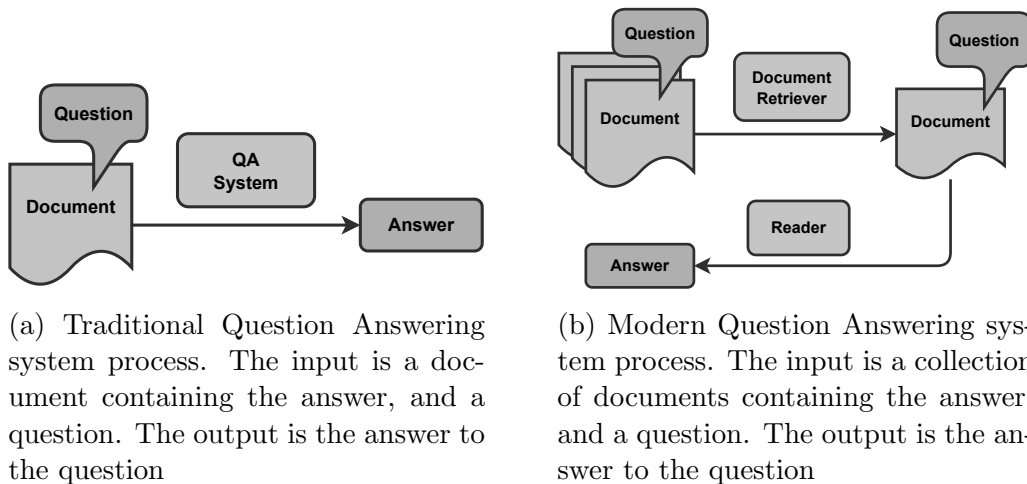 Question
Document
QA
System
Answer
(a) Traditional Question Answering
system process. The input is a doc-
ument containing the answer, and a
question. The output is the answer to
the question
Question
Document
Document
Retriever
Question
Document
Reader
Answer
(b) Modern Question Answering sys-
tem process. The input is a collection
of documents containing the answer
and a question. The output is the an-
swer to the question